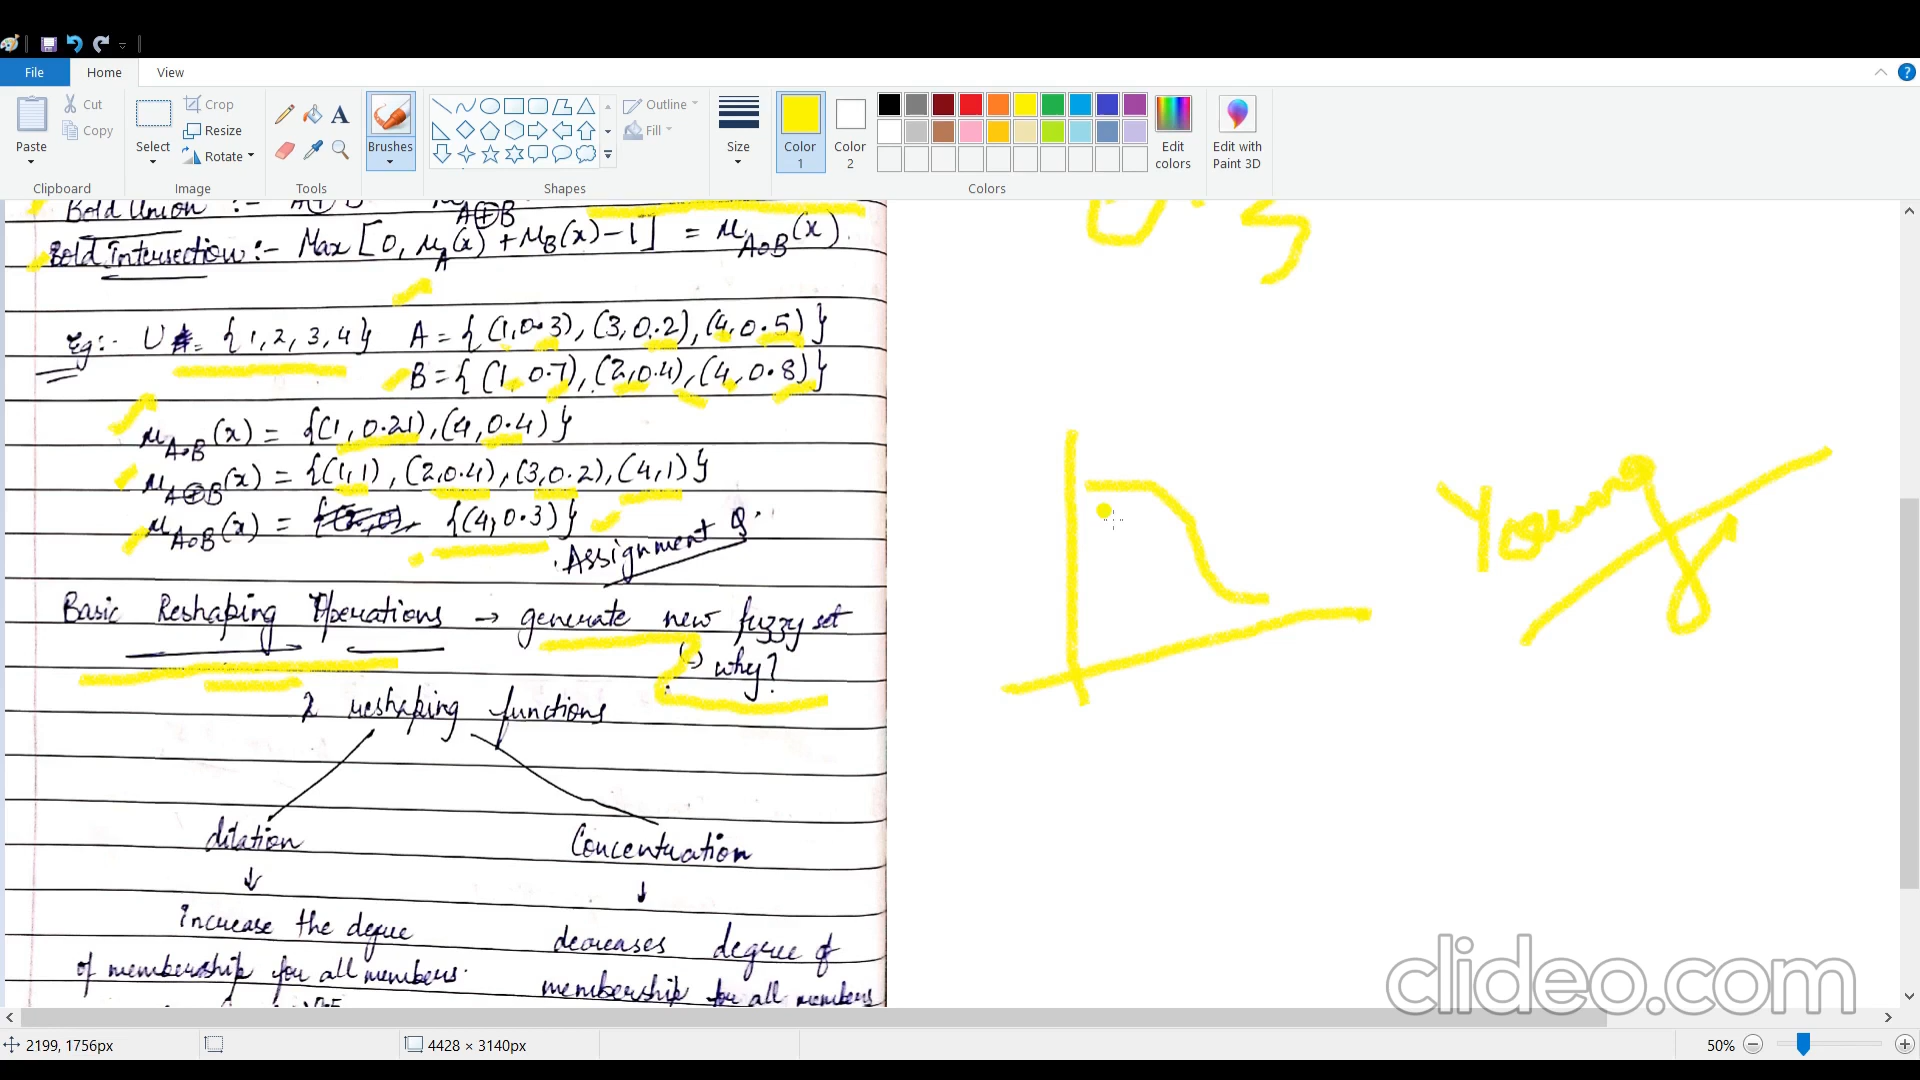 File Home View
Paste Cut Copy Clipboard
Select Crop Resize Rotate Image
Tools
Brushes
Outline Fill Shapes
Size
Color 1 Color 2
Edit colors
Colors
Edit with Paint 3D
Bold Union :- A⊕B
A⊕B
Bold Intersection :- Max [0, μA(x) + μB(x) - 1] = μA⊙B(x).
0.3
Eg:- U = {1, 2, 3, 4} A = { (1, 0.3), (3, 0.2), (4, 0.5) }
B = { (1, 0.7), (2, 0.4), (4, 0.8) }
μA•B(x) = {(1, 0.21), (4, 0.4)}
μA⊕B(x) = {(1, 1), (2, 0.4), (3, 0.2), (4, 1)}
μA⊙B(x) = {(4, 0.3)}
Assignment Q.
Young
Basic Reshaping Operations → generate new fuzzy set
↳ why?
2 reshaping functions
dilation Concentration
↓ ↓
Increase the degree
of membership for all members.
decreases degree of
membership for all members
clideo.com
2199, 1756px 4428 × 3140px 50%